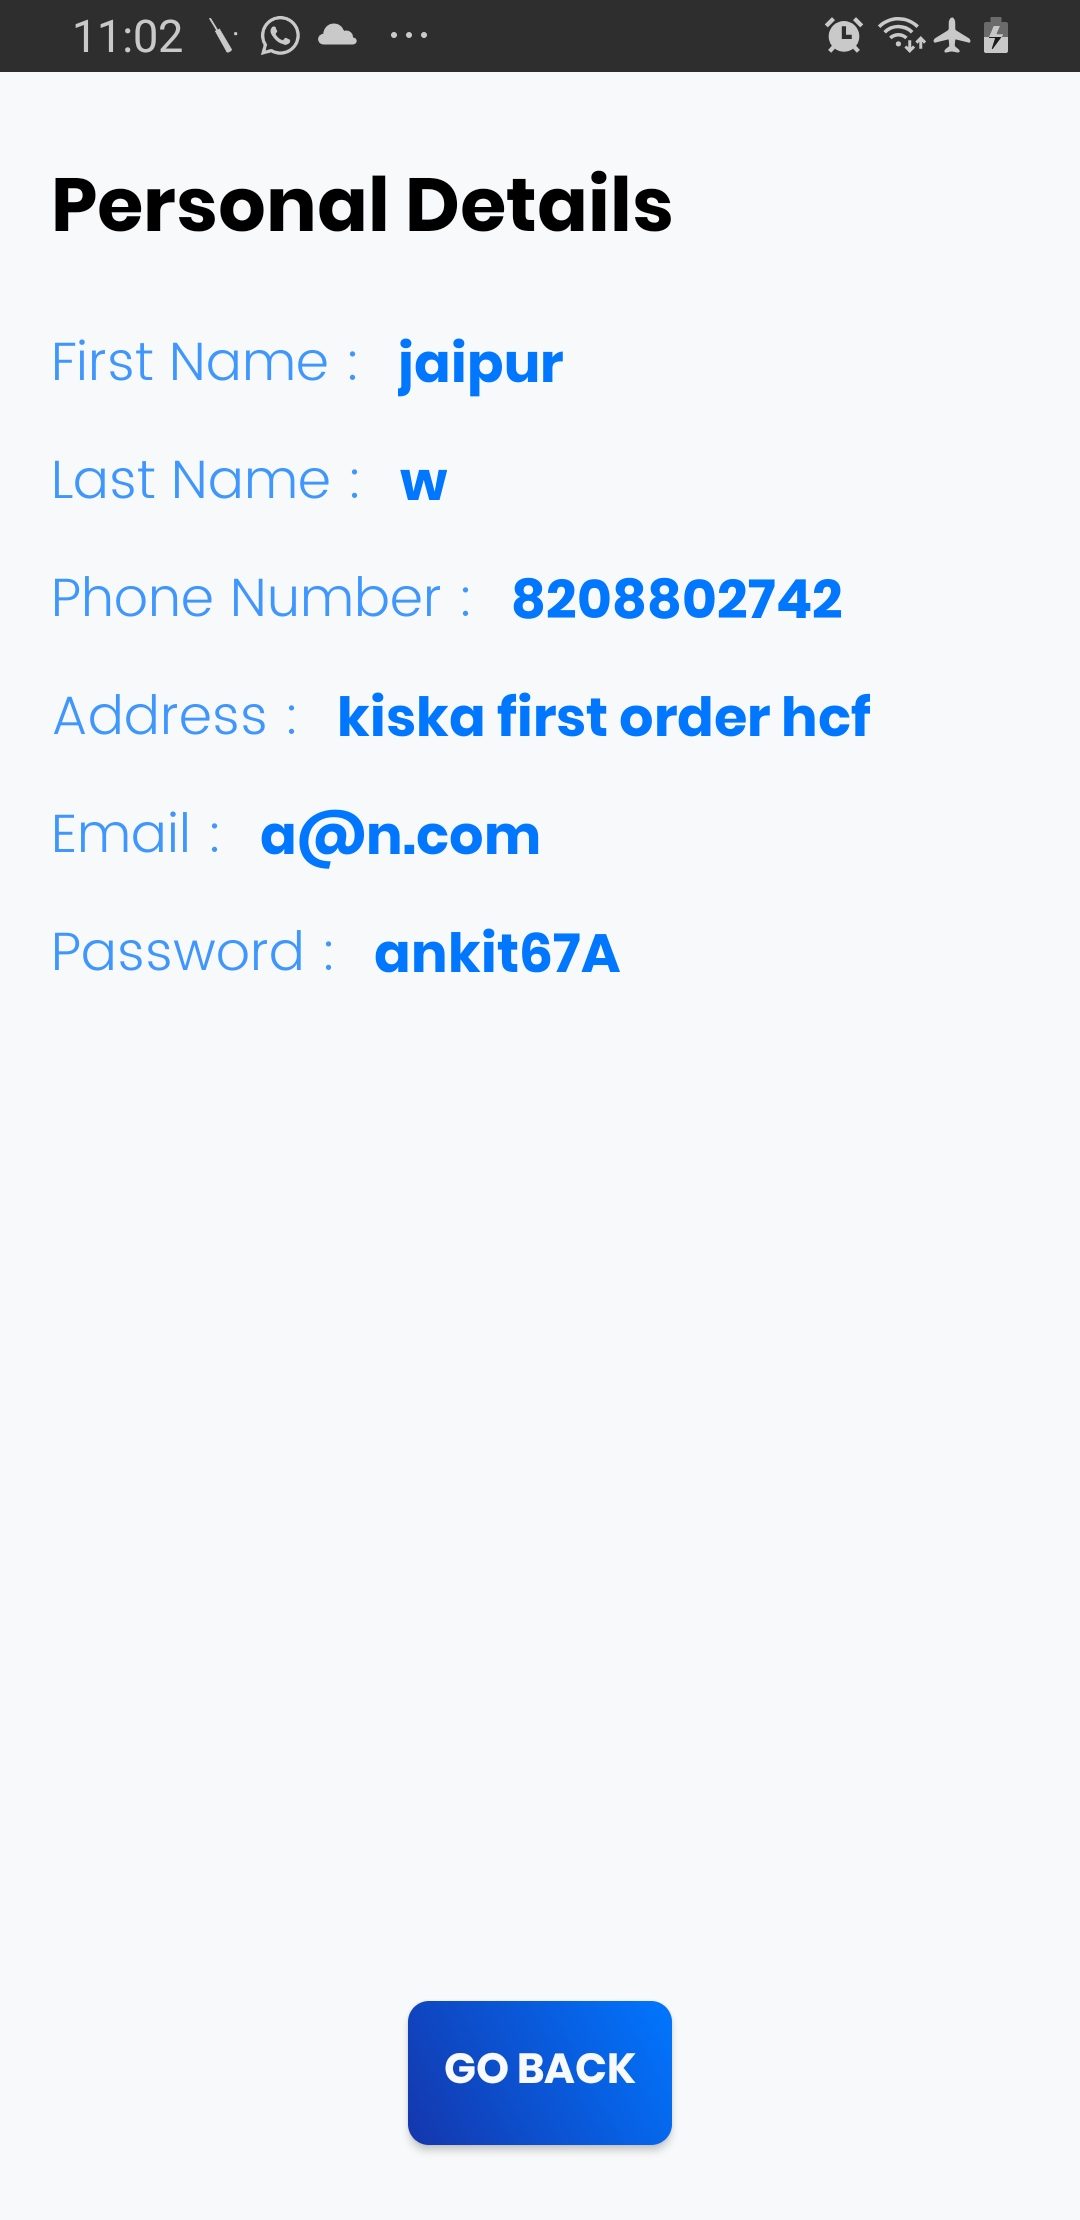 11:02
Personal Details
First Name : jaipur
Last Name : w
Phone Number : 8208802742
Address : kiska first order hcf
Email : a@n.com
Password : ankit67A
GO BACK